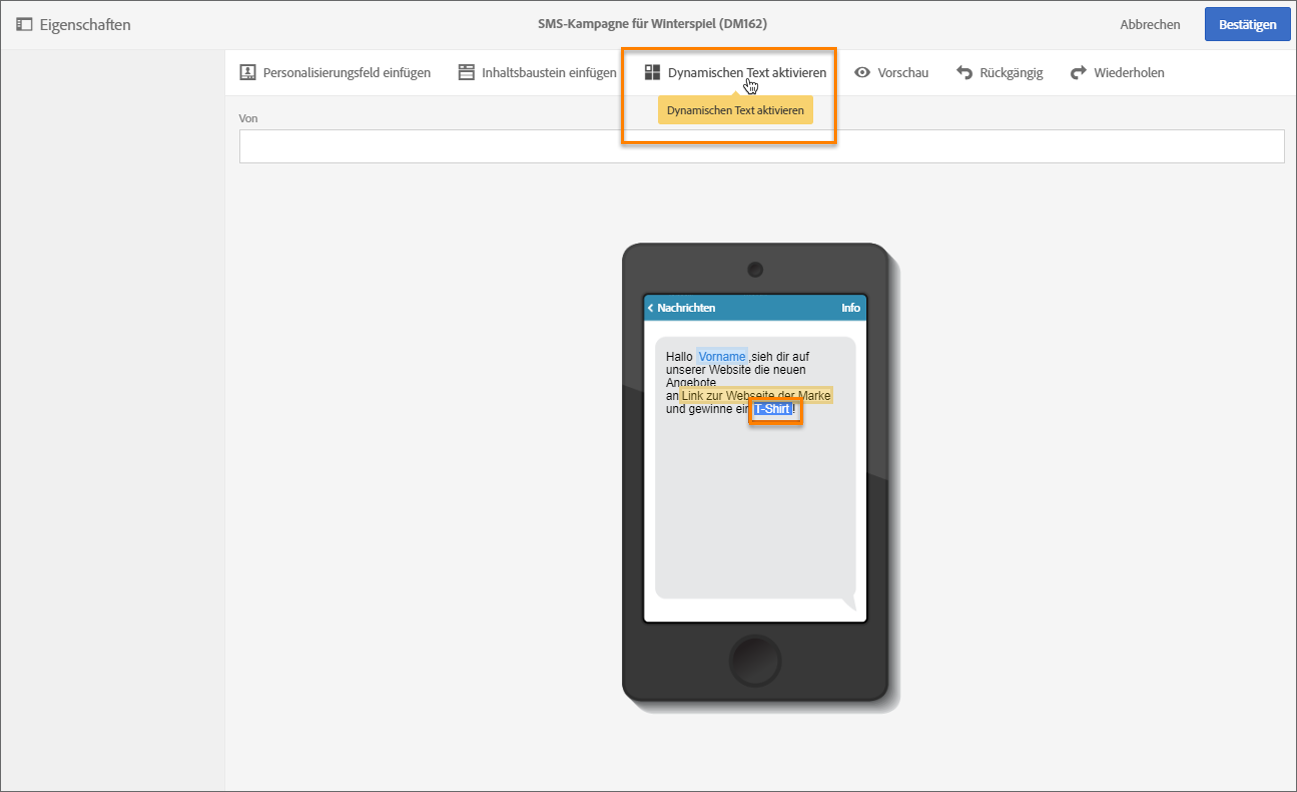 Eigenschaften
SMS-Kampagne für Winterspiel (DM162)
Abbrechen
Bestätigen
Personalisierungsfeld einfügen
Inhaltsbaustein einfügen
Dynamischen Text aktivieren
Vorschau
Rückgängig
Wiederholen
Dynamischen Text aktivieren
Von
Nachrichten
Info
Hallo Vorname ,sieh dir auf
unserer Website die neuen
Angebote
an Link zur Webseite der Marke
und gewinne ein T-Shirt !